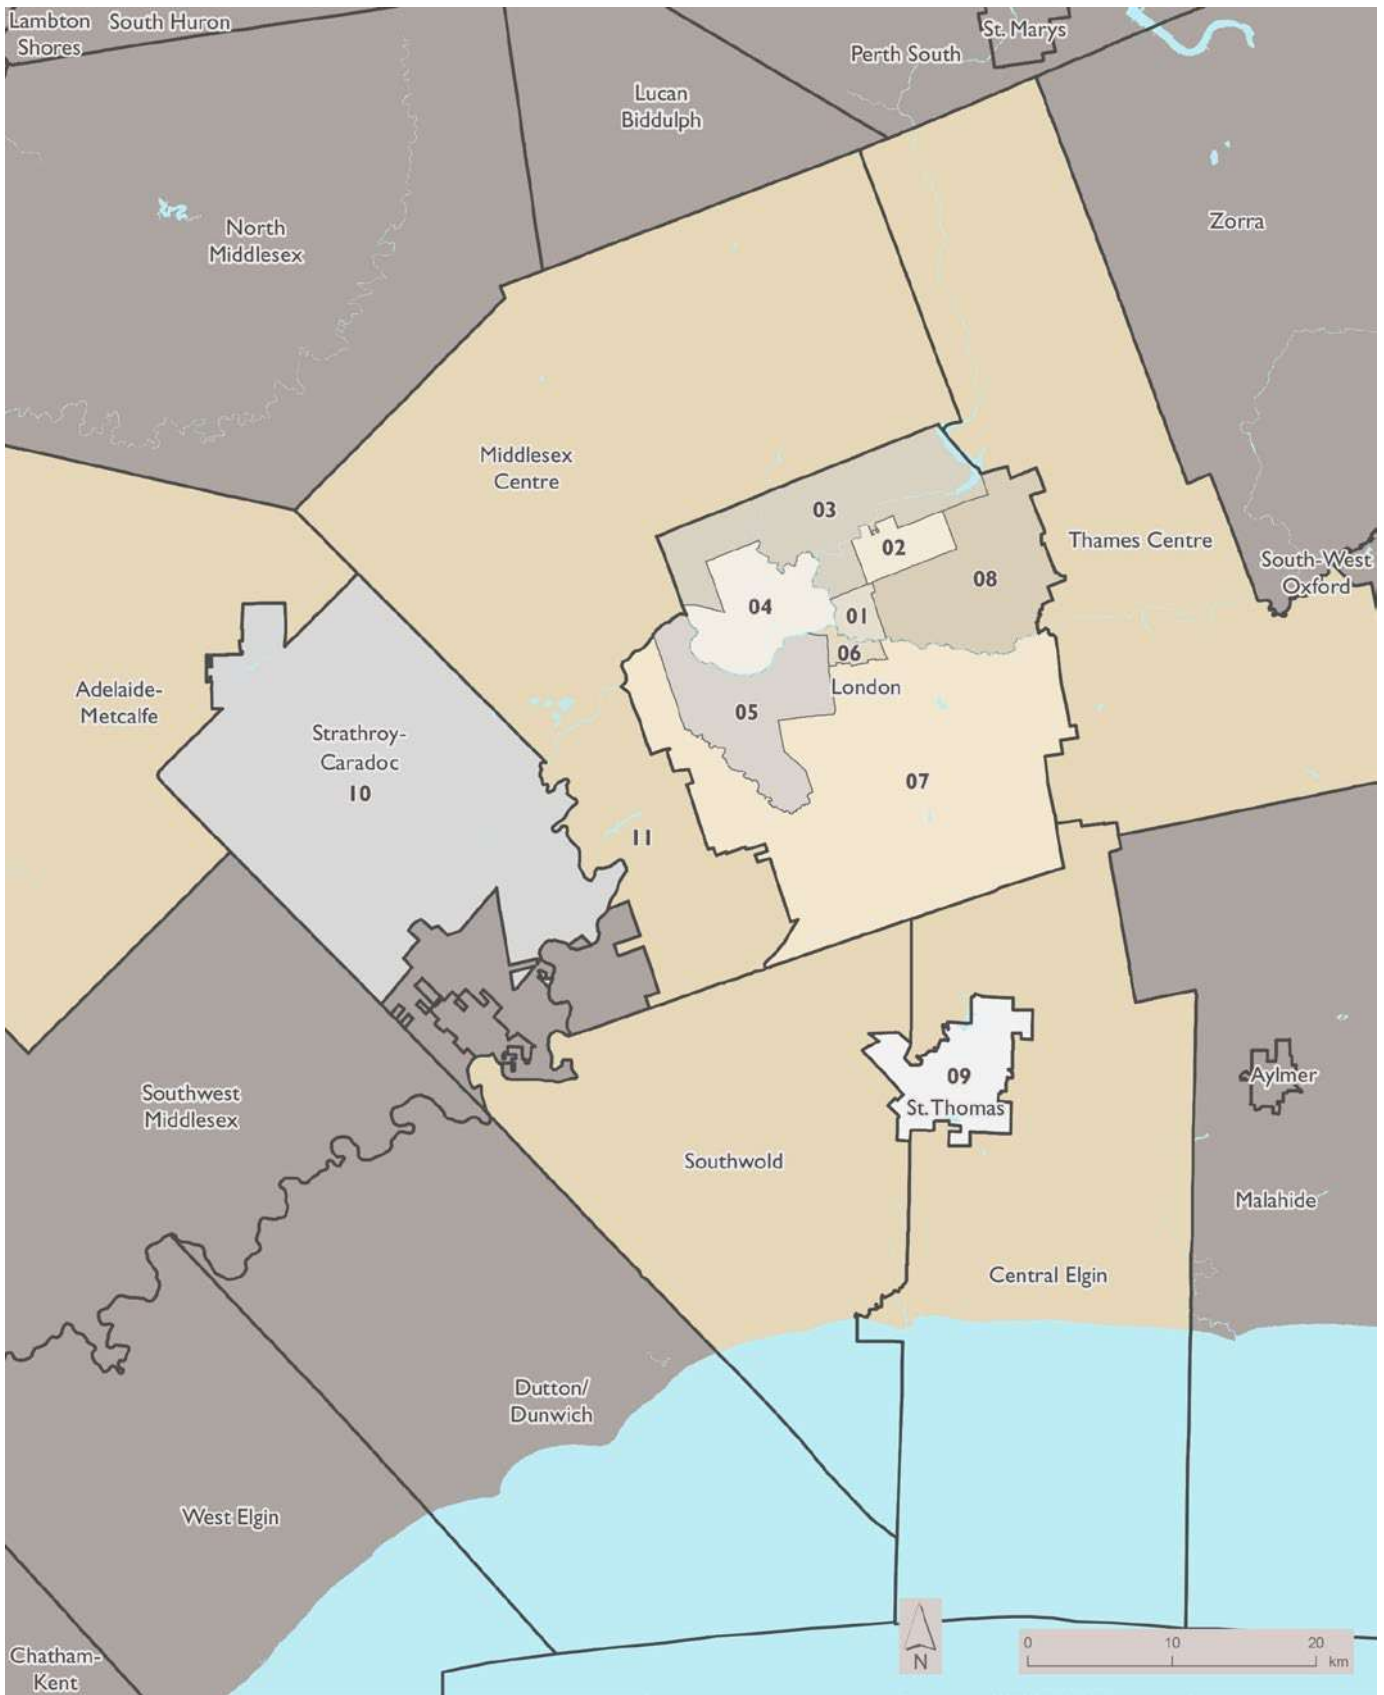 Lambton
Shores
South Huron
St. Marys
Perth South
Lucan
Biddulph
North
Middlesex
Zorra
Middlesex
Centre
03
02
Thames Centre
South-West
Oxford
08
04
01
06
London
Adelaide-
Metcalfe
05
Strathroy-
Caradoc
10
07
11
09
St. Thomas
Aylmer
Southwest
Middlesex
Southwold
Malahide
Central Elgin
Dutton/
Dunwich
West Elgin
Chatham-
Kent
N
0 10 20
km